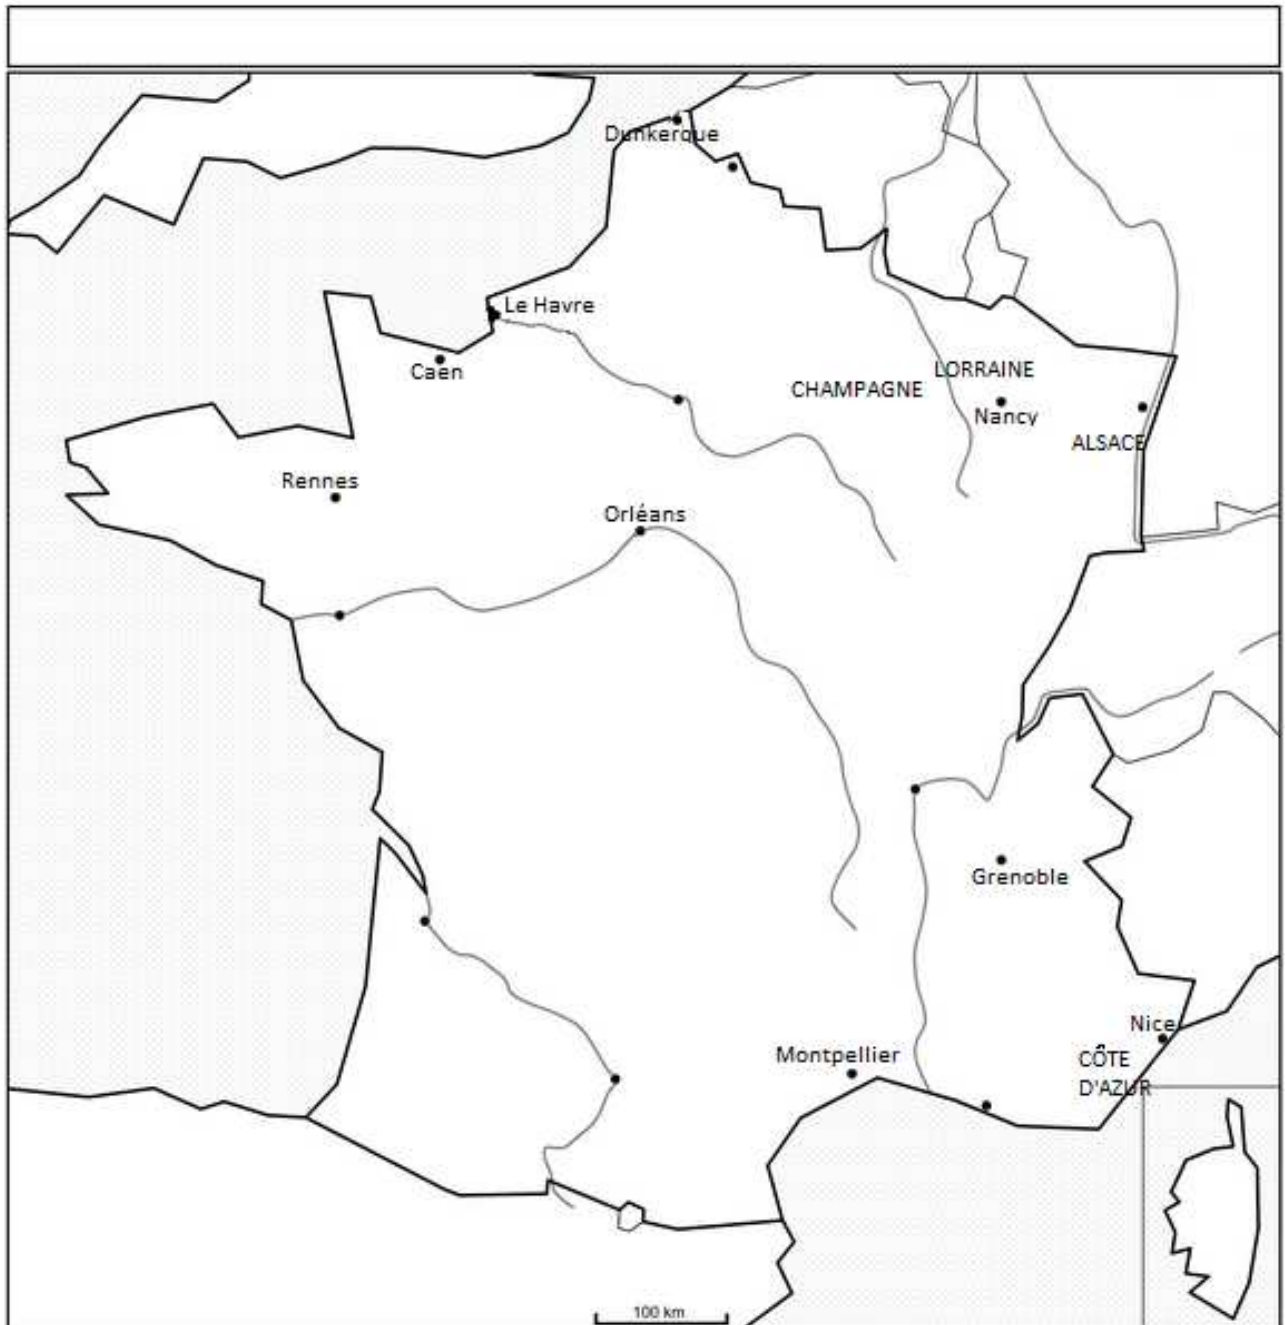 Dunkerque
Le Havre
Caen
LORRAINE
CHAMPAGNE
Nancy
ALSACE
Rennes
Orléans
Grenoble
Nice
Montpellier
CÔTE
D'AZUR
100 km